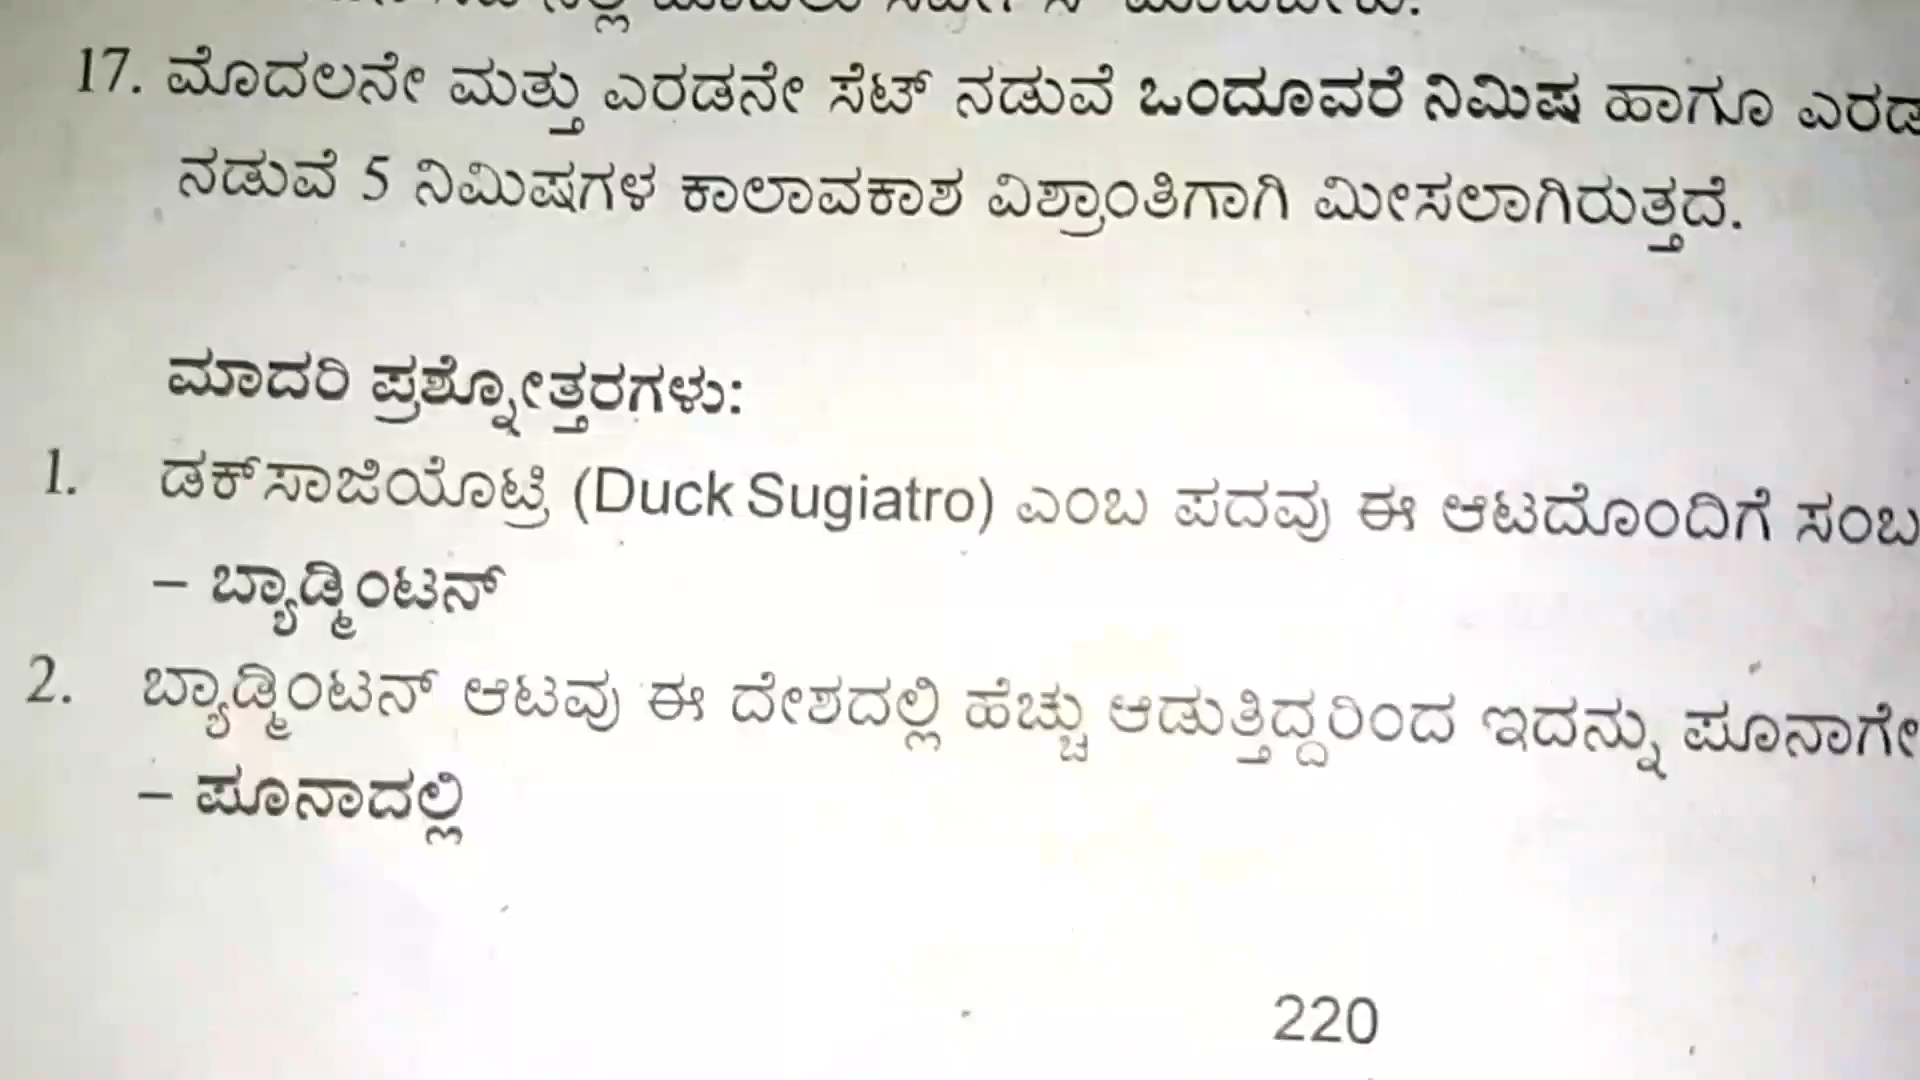 17. ಮೊದಲನೇ ಮತ್ತು ಎರಡನೇ ಸೆಟ್ ನಡುವೆ ಒಂದೂವರೆ ನಿಮಿಷ ಹಾಗೂ ಎರಡ
ನಡುವೆ 5 ನಿಮಿಷಗಳ ಕಾಲಾವಕಾಶ ವಿಶ್ರಾಂತಿಗಾಗಿ ಮೀಸಲಾಗಿರುತ್ತದೆ.
ಮಾದರಿ ಪ್ರಶ್ನೋತ್ತರಗಳು:
1. ಡಕ್‌ಸಾಜಿಯೊಟ್ರಿ (Duck Sugiatro) ಎಂಬ ಪದವು ಈ ಆಟದೊಂದಿಗೆ ಸಂಬ
– ಬ್ಯಾಡ್ಮಿಂಟನ್
2. ಬ್ಯಾಡ್ಮಿಂಟನ್ ಆಟವು ಈ ದೇಶದಲ್ಲಿ ಹೆಚ್ಚು ಆಡುತ್ತಿದ್ದರಿಂದ ಇದನ್ನು ಪೂನಾಗೇ
– ಪೂನಾದಲ್ಲಿ
220